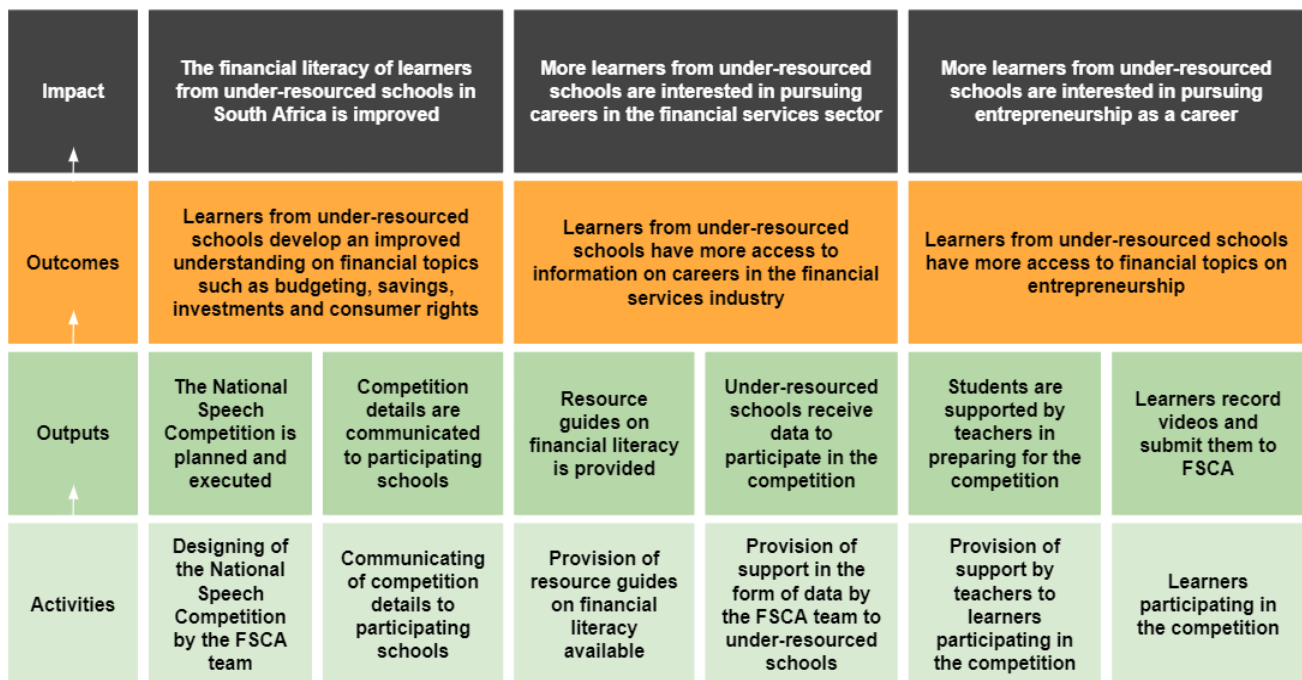 Impact
The financial literacy of learners
from under-resourced schools in
South Africa is improved
More learners from under-resourced
schools are interested in pursuing
careers in the financial services sector
More learners from under-resourced
schools are interested in pursuing
entrepreneurship as a career
Outcomes
Learners from under-resourced
schools develop an improved
understanding on financial topics
such as budgeting, savings,
investments and consumer rights
Learners from under-resourced
schools have more access to
information on careers in the financial
services industry
Learners from under-resourced schools
have more access to financial topics on
entrepreneurship
Outputs
The National
Speech
Competition is
planned and
executed
Competition
details are
communicated
to participating
schools
Resource
guides on
financial literacy
is provided
Under-resourced
schools receive
data to
participate in the
competition
Students are
supported by
teachers in
preparing for the
competition
Learners record
videos and
submit them to
FSCA
Activities
Designing of
the National
Speech
Competition
by the FSCA
team
Communicating
of competition
details to
participating
schools
Provision of
resource guides
on financial
literacy
available
Provision of
support in the
form of data by
the FSCA team to
under-resourced
schools
Provision of
support by
teachers to
learners
participating in
the competition
Learners
participating in
the competition